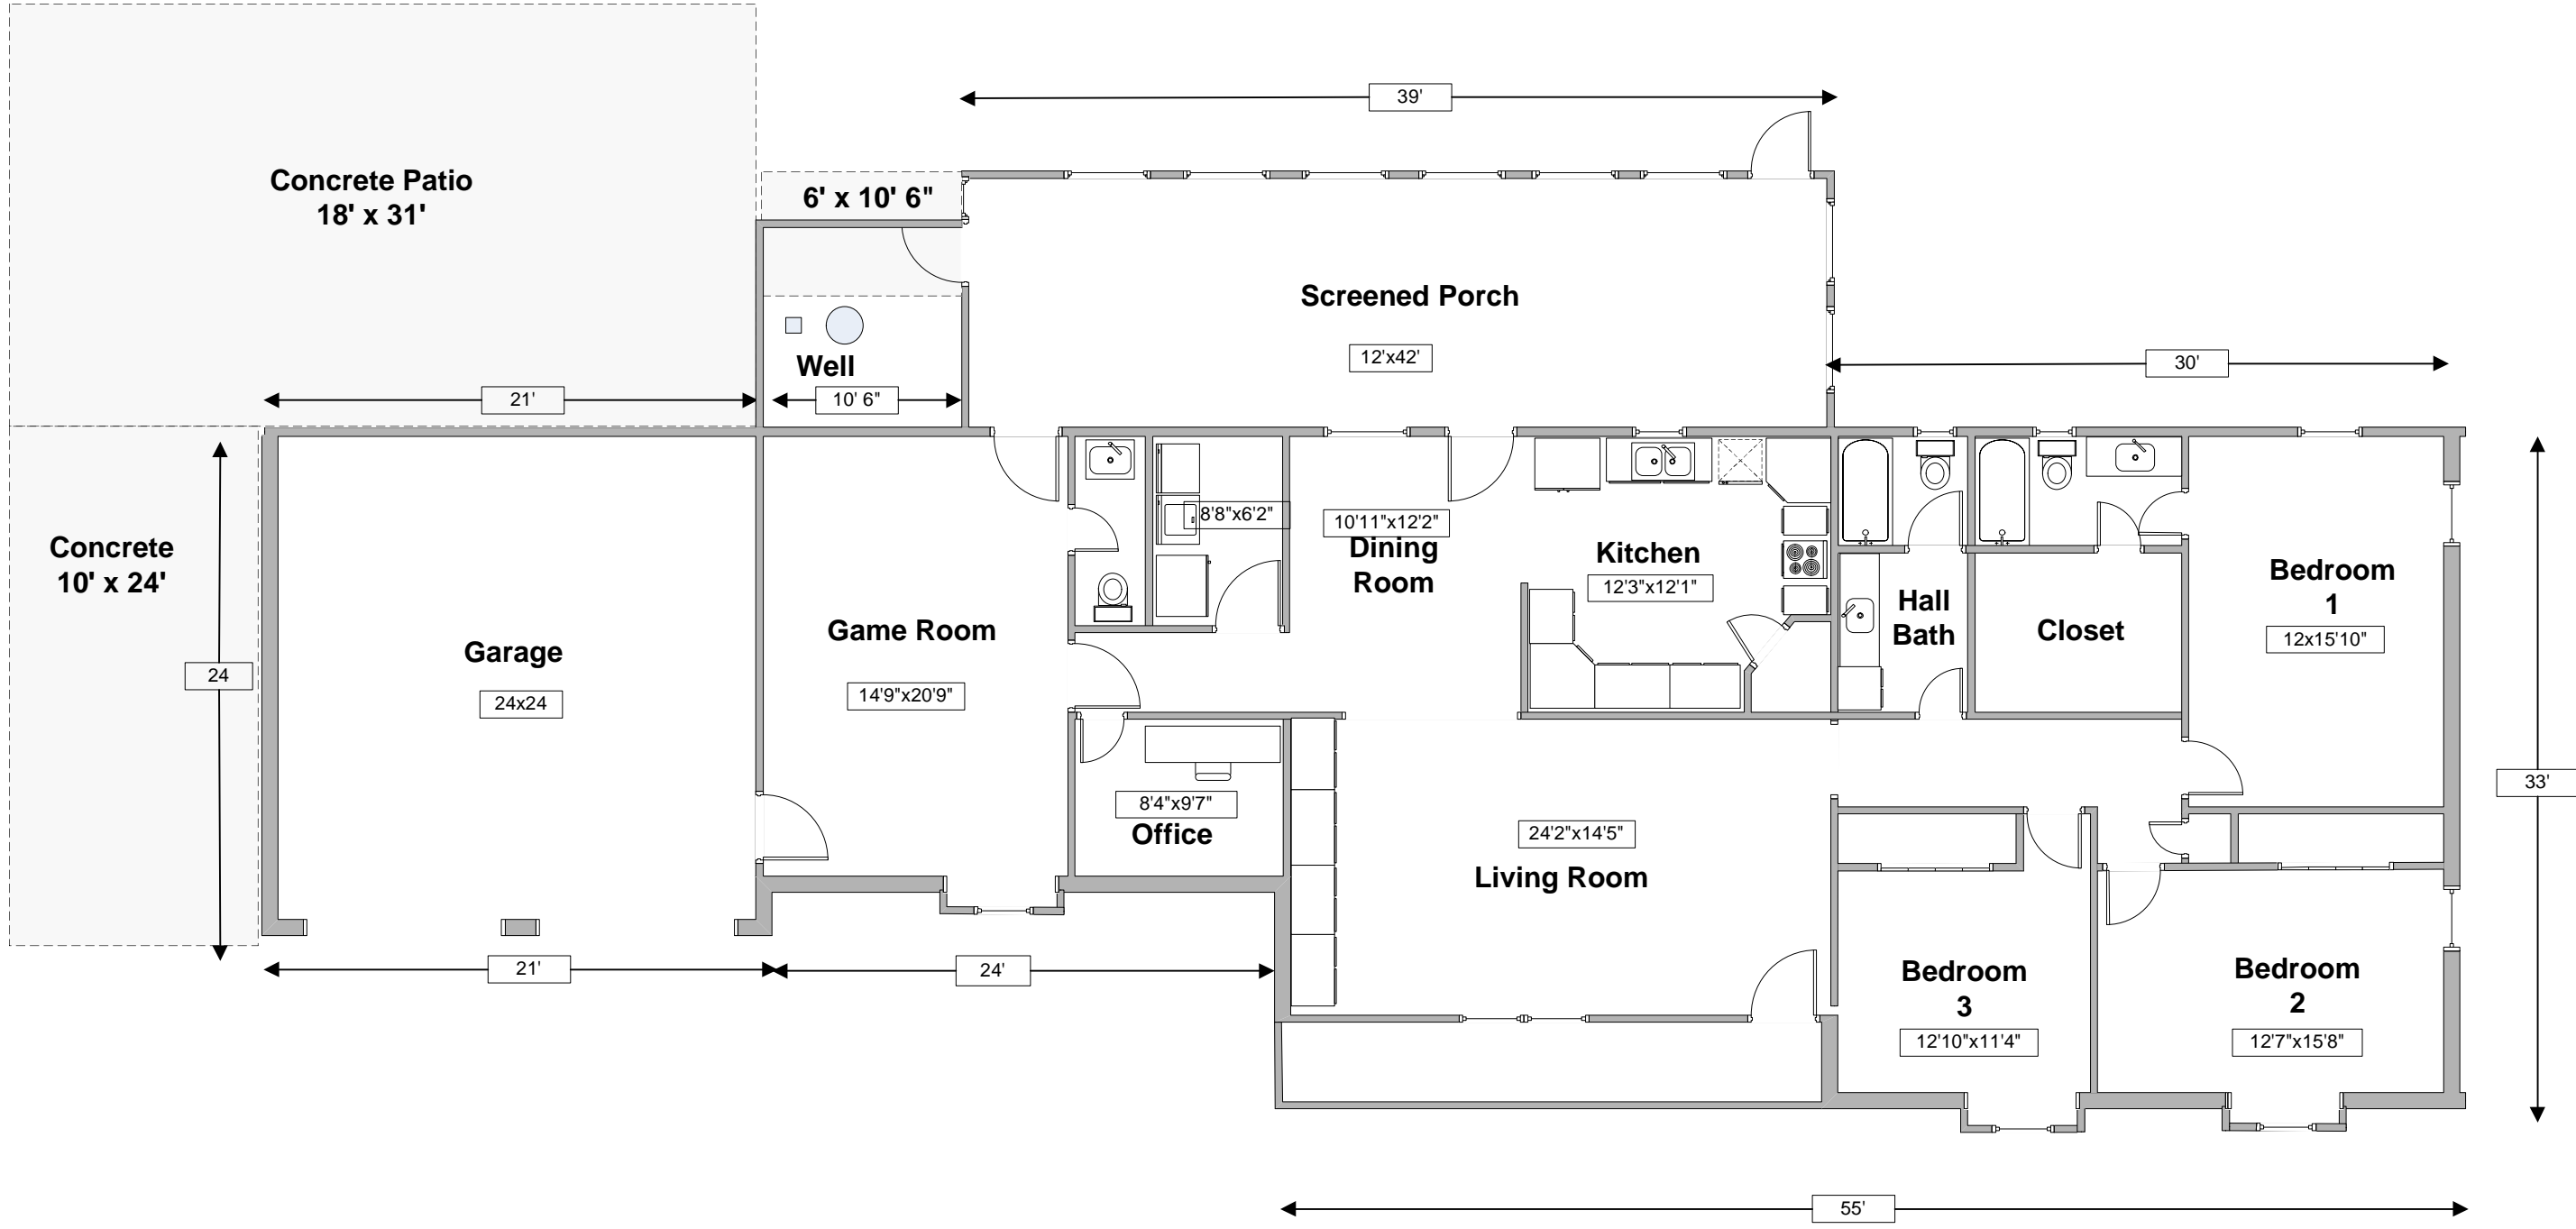 39'
Concrete Patio
18' x 31'
6' x 10' 6"
Screened Porch
12'x42'
Well
30'
21'
10' 6"
8'8"x6'2"
10'11"x12'2"
Dining
Room
Kitchen
12'3"x12'1"
Concrete
10' x 24'
Bedroom
1
12x15'10"
Hall
Bath
Closet
Game Room
14'9"x20'9"
Garage
24x24
24
33'
8'4"x9'7"
Office
24'2"x14'5"
Living Room
21'
24'
Bedroom
3
12'10"x11'4"
Bedroom
2
12'7"x15'8"
55'